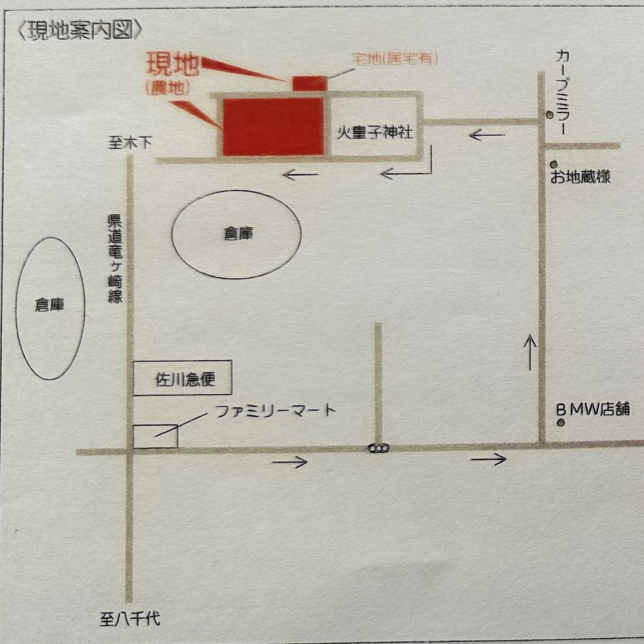 〈現地案内図〉
現地
(農地)
宅地(居宅有)
カーブミラー
火皇子神社
至木下
お地蔵様
県道竜ヶ崎線
倉庫
倉庫
佐川急便
ファミリーマート
BMW店舗
至八千代